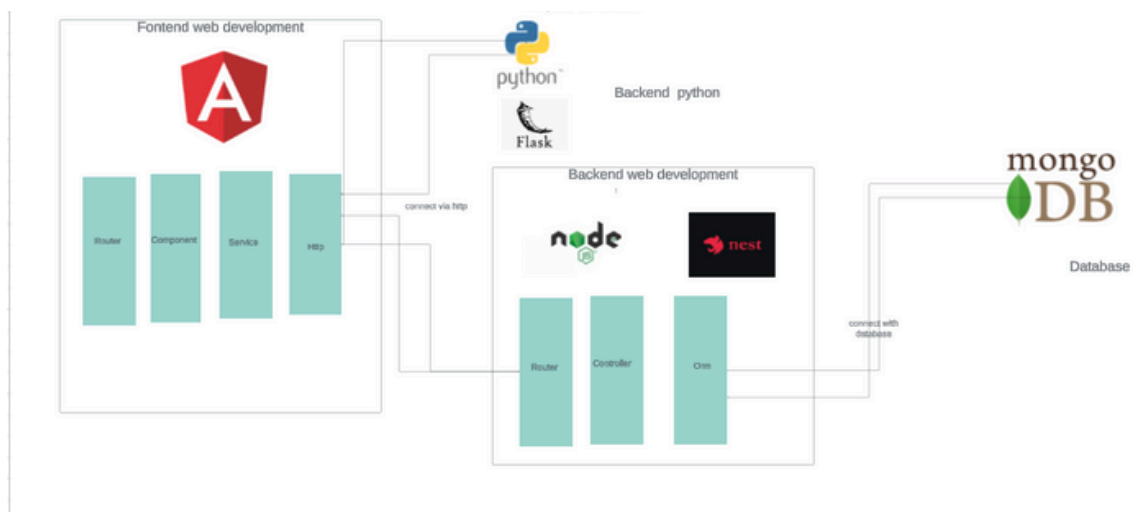 Fontend web development
python
Backend python
Flask
Backend web development
mongo
DB
Database
node
JS
nest
Router
Component
Service
Http
connect via http
Router
Controller
Orm
connect with
database